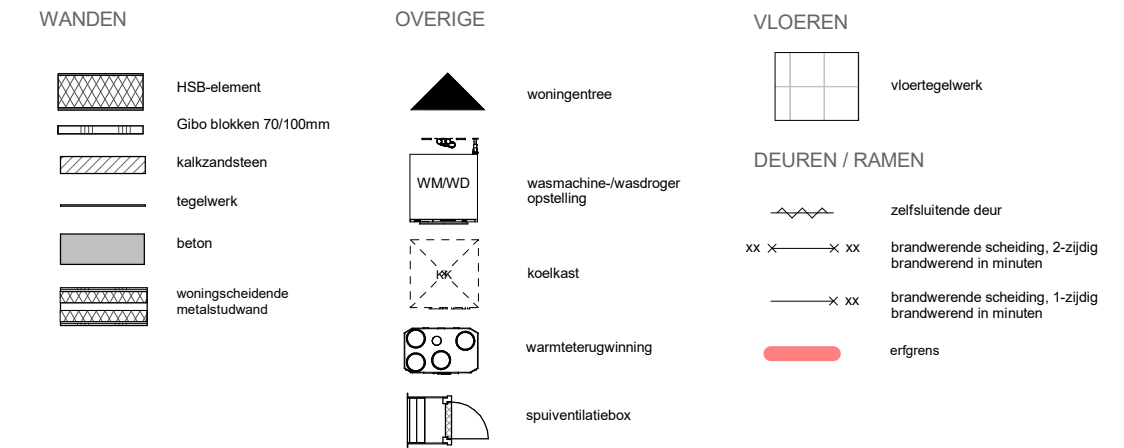 WANDEN
HSB-element
Gibo blokken 70/100mm
kalkzandsteen
tegelwerk
beton
woningscheidende
metalstudwand
OVERIGE
woningentree
WM/WD
wasmachine-/wasdroger
opstelling
KK
koelkast
warmteterugwinning
spuiventilatiebox
VLOEREN
vloertegelwerk
DEUREN / RAMEN
zelfsluitende deur
xx xx
brandwerende scheiding, 2-zijdig
brandwerend in minuten
xx
brandwerende scheiding, 1-zijdig
brandwerend in minuten
erfgrens